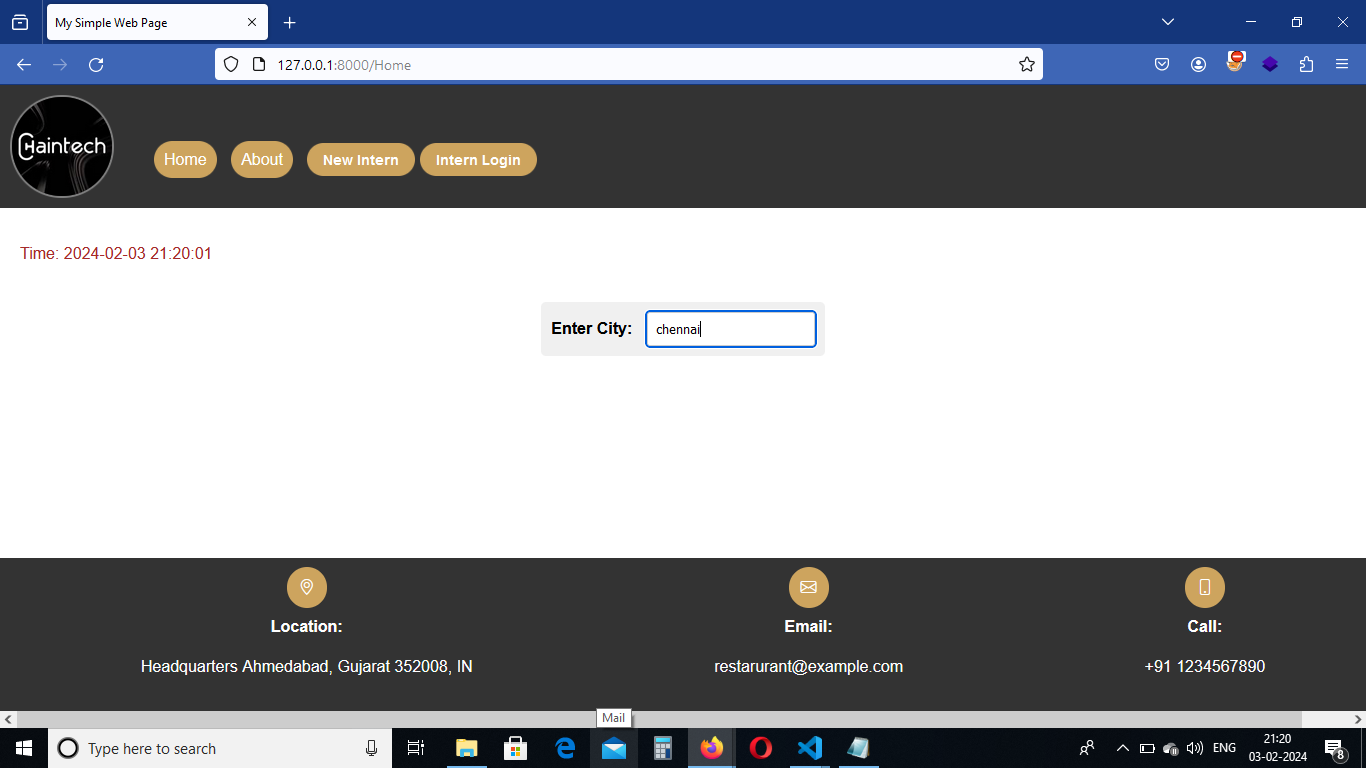 My Simple Web Page
127.0.0.1:8000/Home
Chaintech
Home About New Intern Intern Login
Time: 2024-02-03 21:20:01
Enter City: chennai
Location: Email: Call:
Headquarters Ahmedabad, Gujarat 352008, IN restarurant@example.com +91 1234567890
Mail
Type here to search ENG 21:20
03-02-2024 8